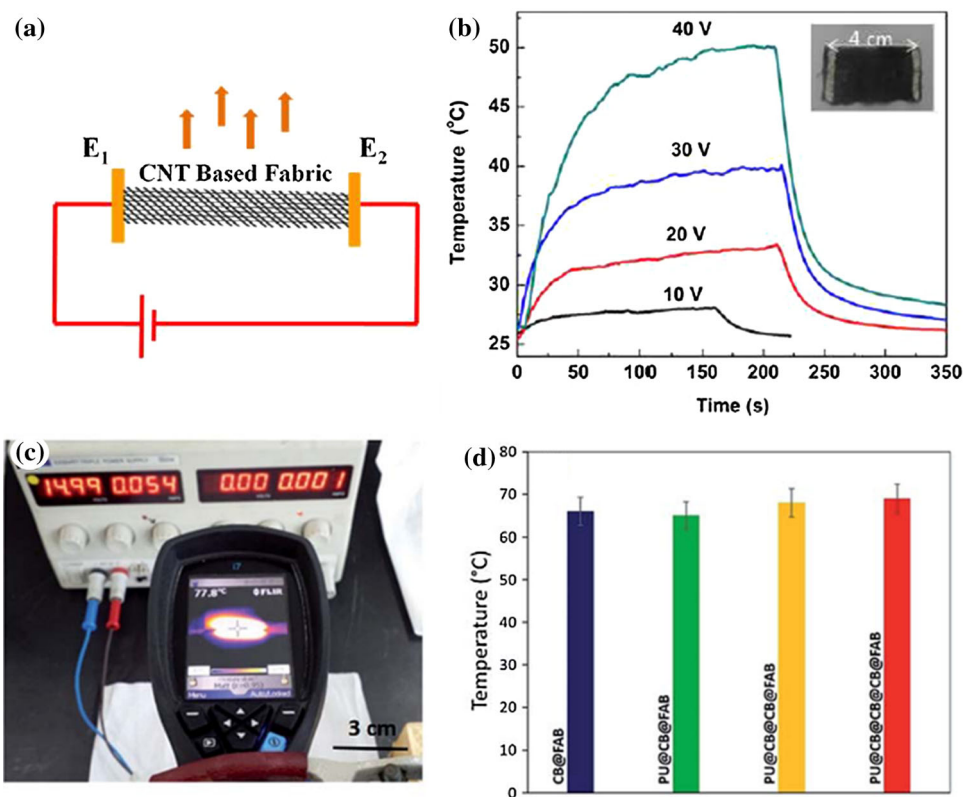 (a)
E1
E2
CNT Based Fabric
(b)
4 cm
40 V
30 V
20 V
10 V
Temperature (°C)
50
45
40
35
30
25
0 50 100 150 200 250 300 350
Time (s)
(c)
14.99 0.054
0.00 0.001
i7
77.8°C
FLIR
Menu
Auto
3 cm
(d)
Temperature (°C)
80
70
60
50
40
30
20
10
0
CB@FAB
PU@CB@FAB
PU@CB@CB@FAB
PU@CB@CB@CB@FAB